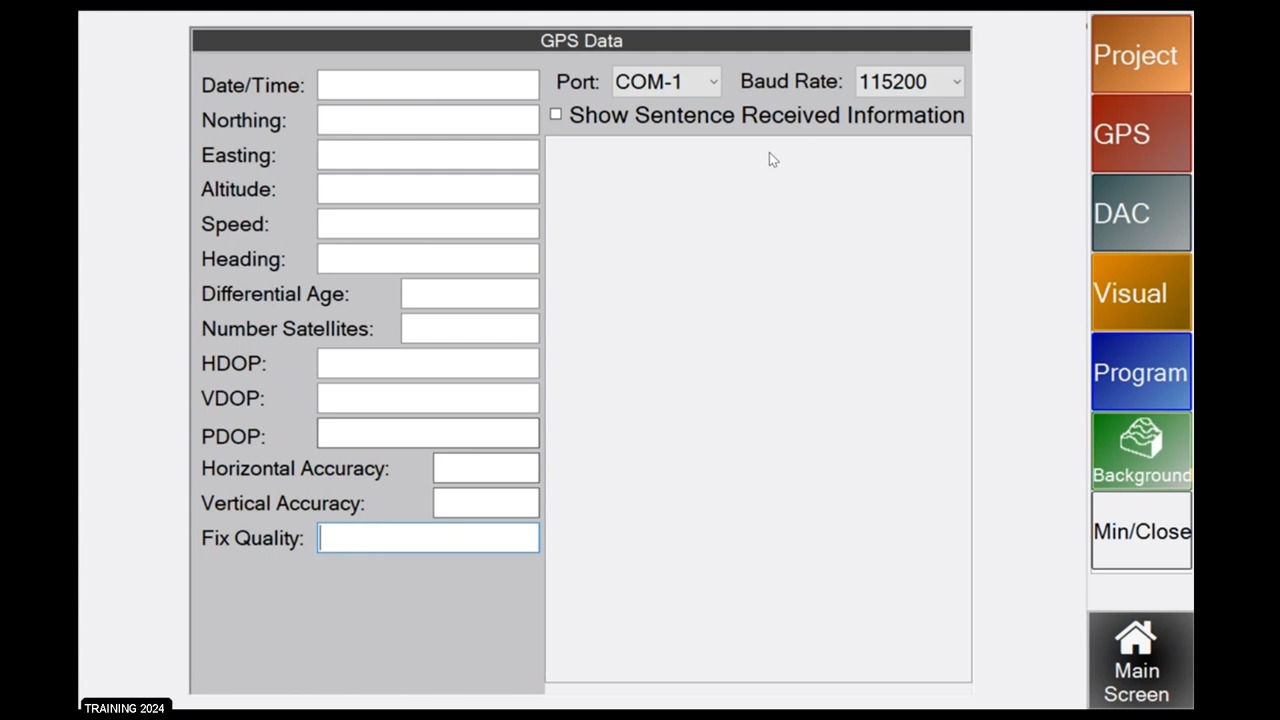 GPS Data
Date/Time:
Northing:
Easting:
Altitude:
Speed:
Heading:
Differential Age:
Number Satellites:
HDOP:
VDOP:
PDOP:
Horizontal Accuracy:
Vertical Accuracy:
Fix Quality:
Port: COM-1 Baud Rate: 115200
Show Sentence Received Information
Project
GPS
DAC
Visual
Program
Background
Min/Close
Main
Screen
TRAINING 2024